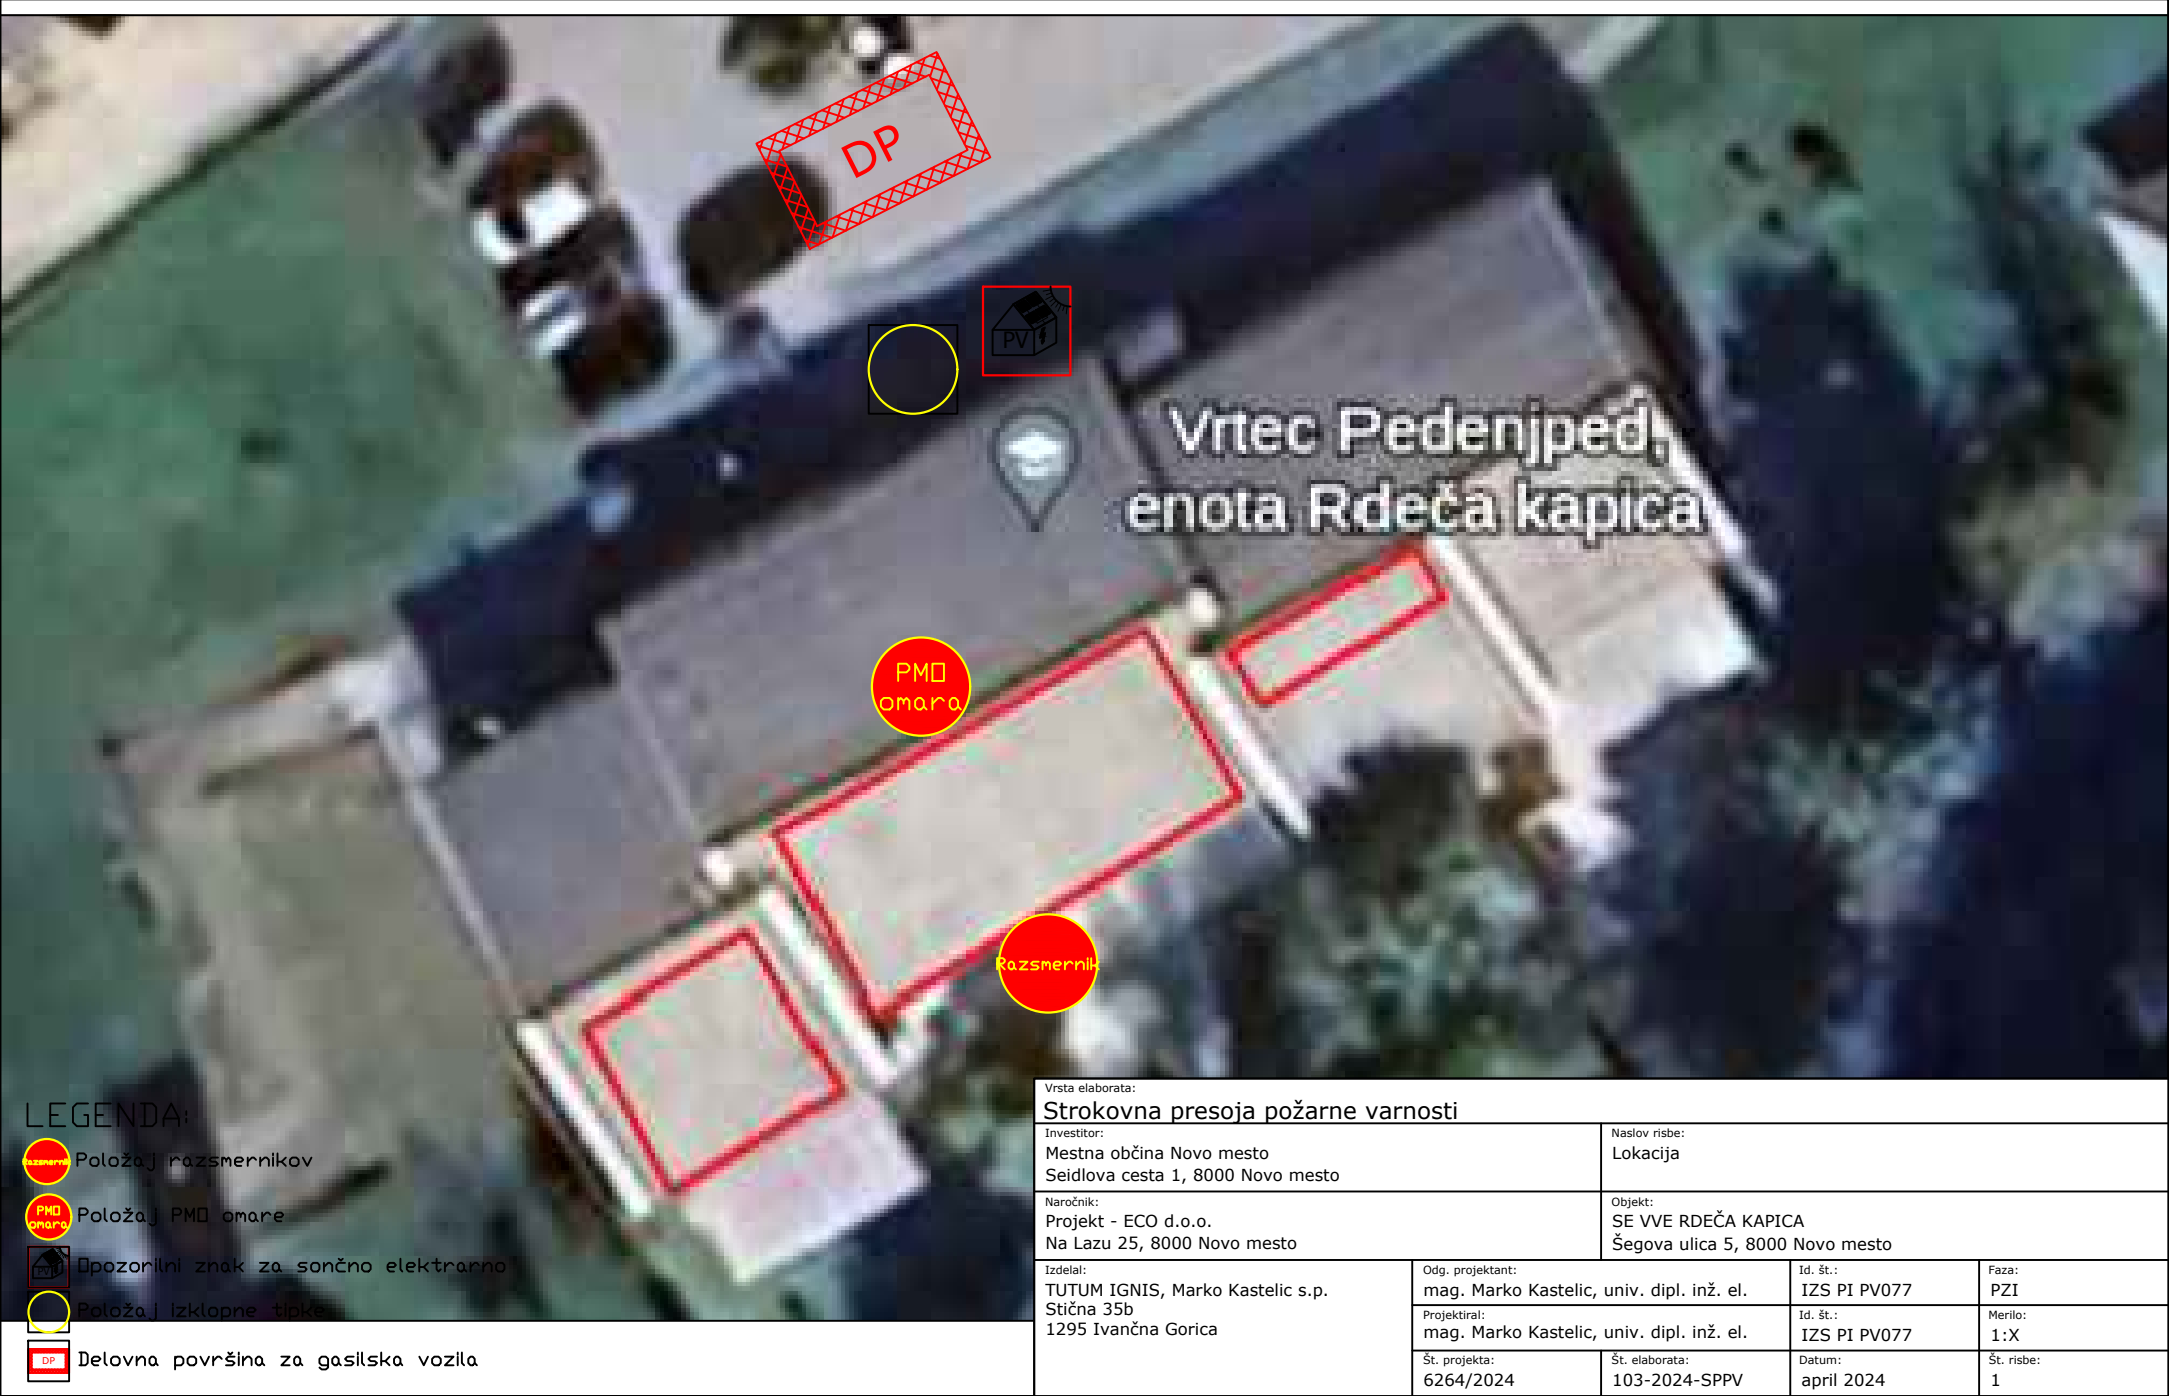 DP
PV
Vrtec Pedenjped,
enota Rdeča kapica
PMO
omara
Razsmernik
LEGENDA:
Razsmernik
Položaj razsmernikov
PMO
omara
Položaj PMO omare
PV
Opozorilni znak za sončno elektrarno
Položaj izklopne tipke
DP
Delovna površina za gasilska vozila
Vrsta elaborata:
Strokovna presoja požarne varnosti
Investitor:
Mestna občina Novo mesto
Seidlova cesta 1, 8000 Novo mesto
Naslov risbe:
Lokacija
Naročnik:
Projekt - ECO d.o.o.
Na Lazu 25, 8000 Novo mesto
Objekt:
SE VVE RDEČA KAPICA
Šegova ulica 5, 8000 Novo mesto
Izdelal:
TUTUM IGNIS, Marko Kastelic s.p.
Stična 35b
1295 Ivančna Gorica
Odg. projektant:
mag. Marko Kastelic, univ. dipl. inž. el.
Id. št.:
IZS PI PV077
Faza:
PZI
Projektiral:
mag. Marko Kastelic, univ. dipl. inž. el.
Id. št.:
IZS PI PV077
Merilo:
1:X
Št. projekta:
6264/2024
Št. elaborata:
103-2024-SPPV
Datum:
april 2024
Št. risbe:
1